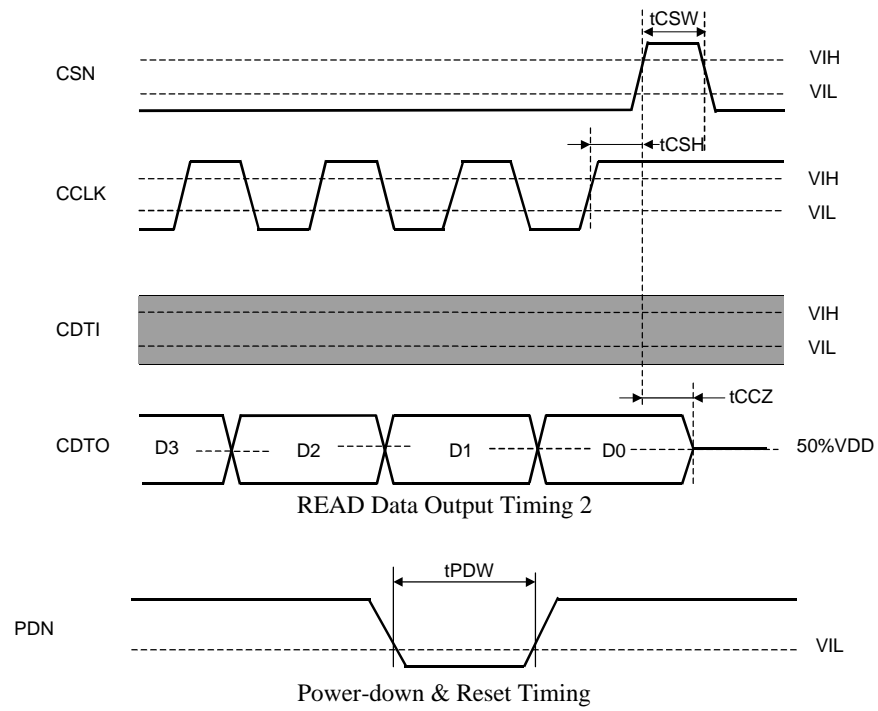 tCSW
CSN
VIH
VIL
tCSH
CCLK
VIH
VIL
CDTI
VIH
VIL
tCCZ
CDTO
D3
D2
D1
D0
50%VDD
READ Data Output Timing 2
tPDW
PDN
VIL
Power-down & Reset Timing